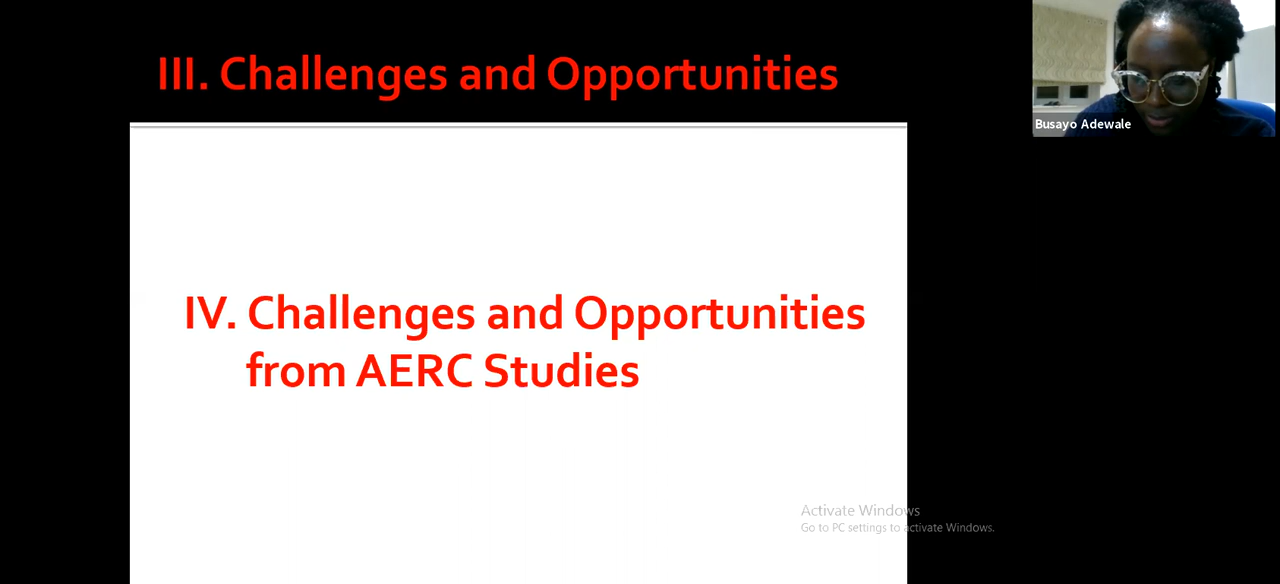 III. Challenges and Opportunities
Busayo Adewale
IV. Challenges and Opportunities
from AERC Studies
Activate Windows
Go to PC settings to activate Windows.